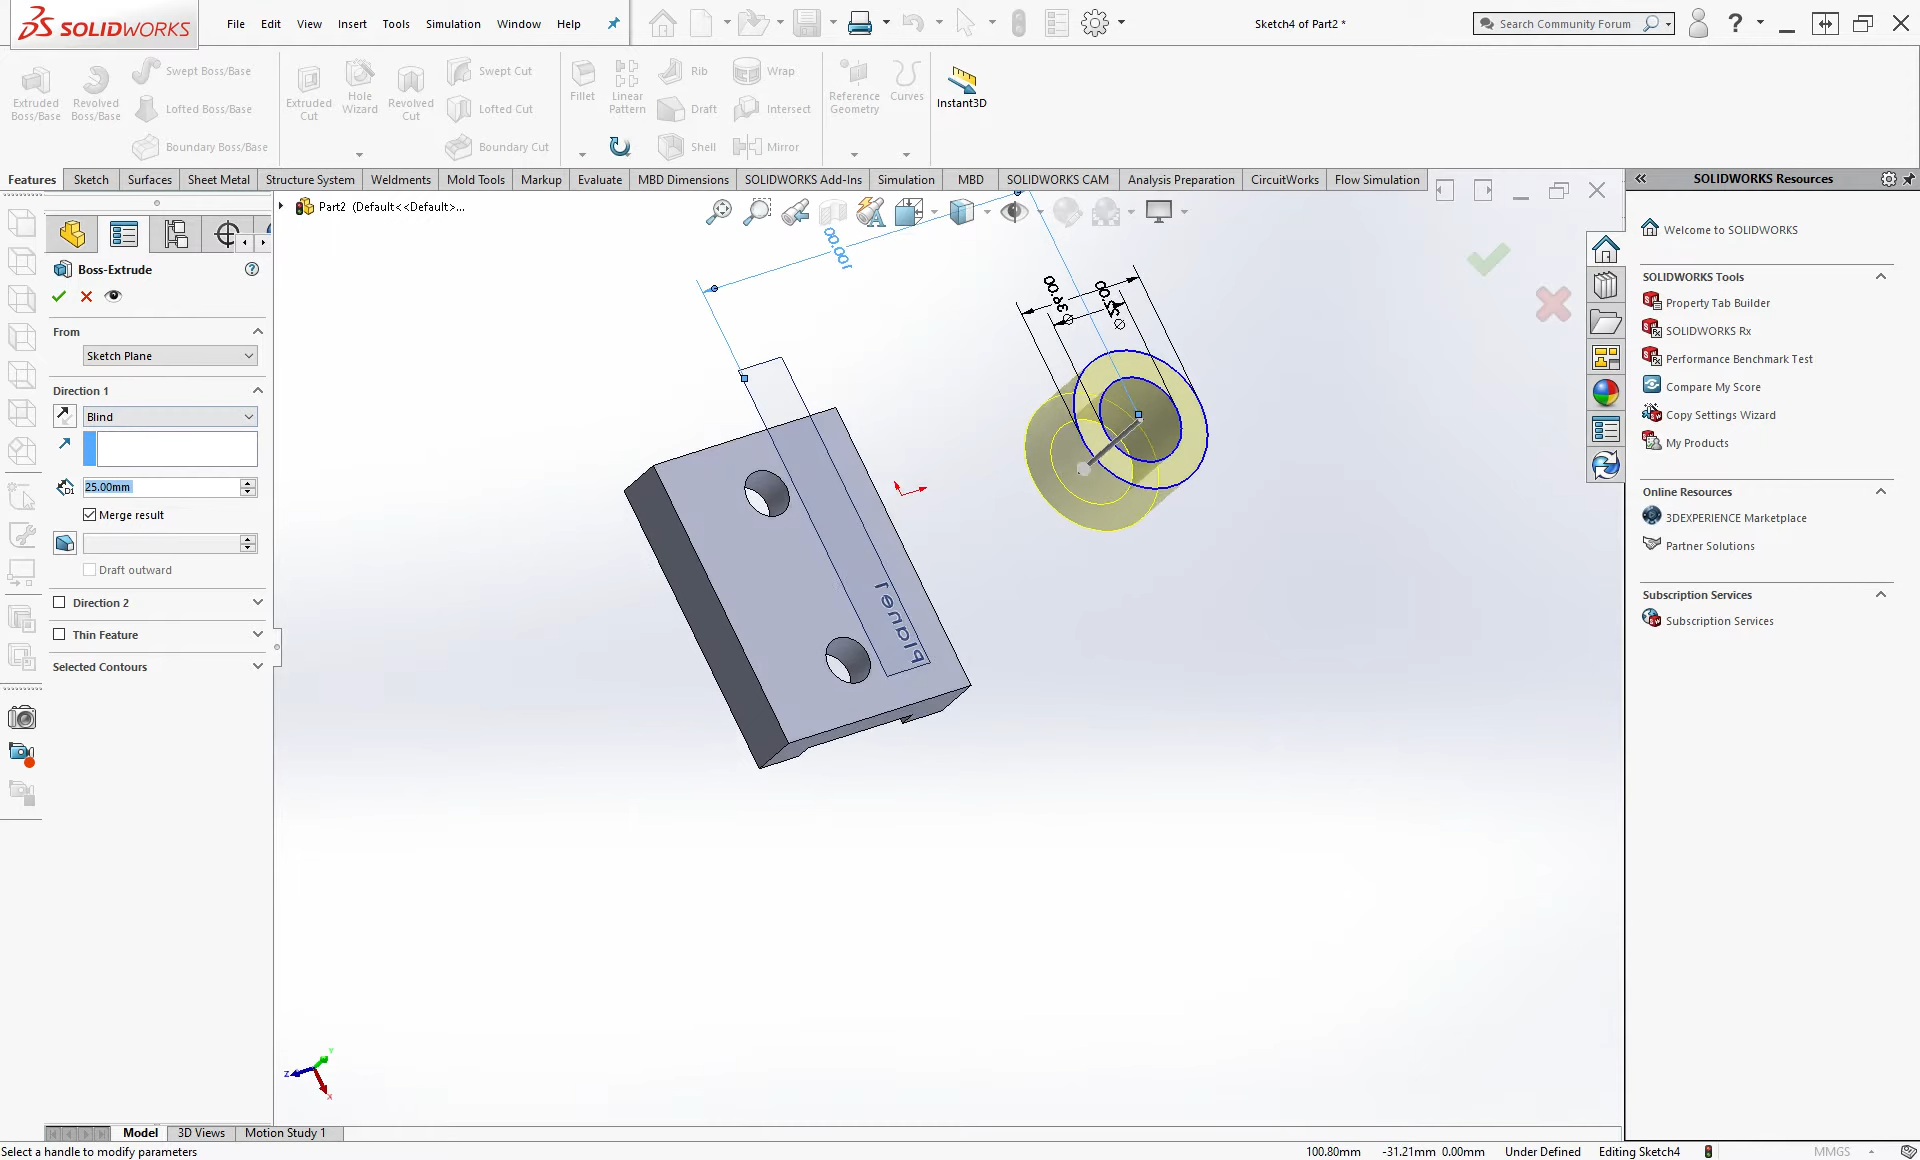 SOLIDWORKS
File Edit View Insert Tools Simulation Window Help
Sketch4 of Part2 *
Search Community Forum
Extruded Boss/Base
Revolved Boss/Base
Swept Boss/Base
Lofted Boss/Base
Boundary Boss/Base
Extruded Cut
Hole Wizard
Revolved Cut
Swept Cut
Lofted Cut
Boundary Cut
Fillet
Linear Pattern
Rib
Draft
Shell
Wrap
Intersect
Mirror
Reference Geometry
Curves
Instant3D
Features Sketch Surfaces Sheet Metal Structure System Weldments Mold Tools Markup Evaluate MBD Dimensions SOLIDWORKS Add-Ins Simulation MBD SOLIDWORKS CAM Analysis Preparation CircuitWorks Flow Simulation
Part2 (Default<<Default>...
Boss-Extrude
From
Sketch Plane
Direction 1
Blind
25.00mm
Merge result
Draft outward
Direction 2
Thin Feature
Selected Contours
100.00
Plane1
z
Y
x
SOLIDWORKS Resources
Welcome to SOLIDWORKS
SOLIDWORKS Tools
Property Tab Builder
SOLIDWORKS Rx
Performance Benchmark Test
Compare My Score
Copy Settings Wizard
My Products
Online Resources
3DEXPERIENCE Marketplace
Partner Solutions
Subscription Services
Subscription Services
Model 3D Views Motion Study 1
Select a handle to modify parameters
100.80mm -31.21mm 0.00mm Under Defined Editing Sketch4 MMGS